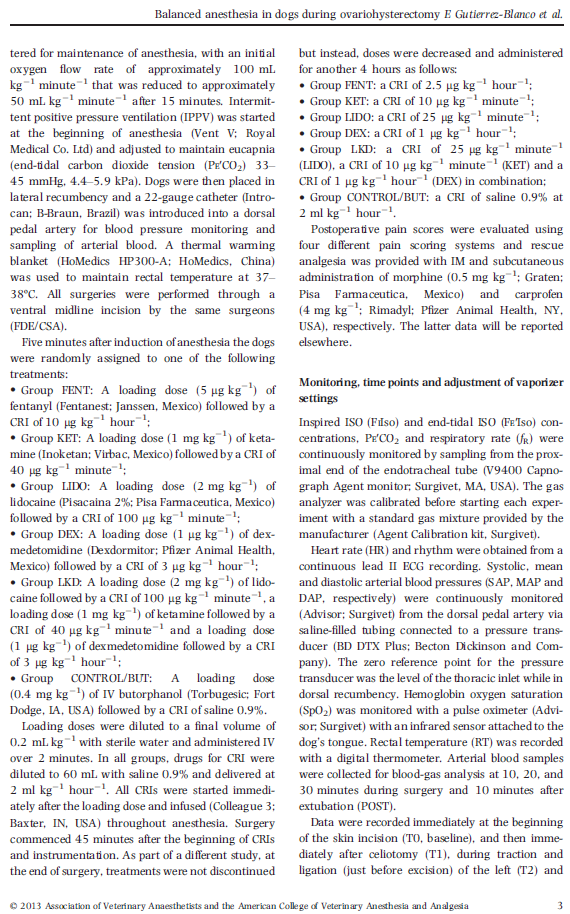 Balanced anesthesia in dogs during ovariohysterectomy E Gutierrez-Blanco et al.
tered for maintenance of anesthesia, with an initial
oxygen flow rate of approximately 100 mL
kg−1 minute−1 that was reduced to approximately
50 mL kg−1 minute−1 after 15 minutes. Intermit-
tent positive pressure ventilation (IPPV) was started
at the beginning of anesthesia (Vent V; Royal
Medical Co. Ltd) and adjusted to maintain eucapnia
(end-tidal carbon dioxide tension (PE′CO2) 33–
45 mmHg, 4.4–5.9 kPa). Dogs were then placed in
lateral recumbency and a 22-gauge catheter (Intro-
can; B-Braun, Brazil) was introduced into a dorsal
pedal artery for blood pressure monitoring and
sampling of arterial blood. A thermal warming
blanket (HoMedics HP300-A; HoMedics, China)
was used to maintain rectal temperature at 37–
38ºC. All surgeries were performed through a
ventral midline incision by the same surgeons
(FDE/CSA).
Five minutes after induction of anesthesia the dogs
were randomly assigned to one of the following
treatments:
• Group FENT: A loading dose (5 μg kg−1) of
fentanyl (Fentanest; Janssen, Mexico) followed by a
CRI of 10 μg kg−1 hour−1;
• Group KET: A loading dose (1 mg kg−1) of keta-
mine (Inoketan; Virbac, Mexico) followed by a CRI of
40 μg kg−1 minute−1;
• Group LIDO: A loading dose (2 mg kg−1) of
lidocaine (Pisacaina 2%; Pisa Farmaceutica, Mexico)
followed by a CRI of 100 μg kg−1 minute−1;
• Group DEX: A loading dose (1 μg kg−1) of dex-
medetomidine (Dexdormitor; Pfizer Animal Health,
Mexico) followed by a CRI of 3 μg kg−1 hour−1;
• Group LKD: A loading dose (2 mg kg−1) of lido-
caine followed by a CRI of 100 μg kg−1 minute−1, a
loading dose (1 mg kg−1) of ketamine followed by a
CRI of 40 μg kg−1 minute−1 and a loading dose
(1 μg kg−1) of dexmedetomidine followed by a CRI
of 3 μg kg−1 hour−1;
• Group CONTROL/BUT: A loading dose
(0.4 mg kg−1) of IV butorphanol (Torbugesic; Fort
Dodge, IA, USA) followed by a CRI of saline 0.9%.
Loading doses were diluted to a final volume of
0.2 mL kg−1 with sterile water and administered IV
over 2 minutes. In all groups, drugs for CRI were
diluted to 60 mL with saline 0.9% and delivered at
2 ml kg−1 hour−1. All CRIs were started immedi-
ately after the loading dose and infused (Colleague 3;
Baxter, IN, USA) throughout anesthesia. Surgery
commenced 45 minutes after the beginning of CRIs
and instrumentation. As part of a different study, at
the end of surgery, treatments were not discontinued
but instead, doses were decreased and administered
for another 4 hours as follows:
• Group FENT: a CRI of 2.5 μg kg−1 hour−1;
• Group KET: a CRI of 10 μg kg−1 minute−1;
• Group LIDO: a CRI of 25 μg kg−1 minute−1;
• Group DEX: a CRI of 1 μg kg−1 hour−1;
• Group LKD: a CRI of 25 μg kg−1 minute−1
(LIDO), a CRI of 10 μg kg−1 minute−1 (KET) and a
CRI of 1 μg kg−1 hour−1 (DEX) in combination;
• Group CONTROL/BUT: a CRI of saline 0.9% at
2 ml kg−1 hour−1.
Postoperative pain scores were evaluated using
four different pain scoring systems and rescue
analgesia was provided with IM and subcutaneous
administration of morphine (0.5 mg kg−1; Graten;
Pisa Farmaceutica, Mexico) and carprofen
(4 mg kg−1; Rimadyl; Pfizer Animal Health, NY,
USA), respectively. The latter data will be reported
elsewhere.
Monitoring, time points and adjustment of vaporizer
settings
Inspired ISO (FIIso) and end-tidal ISO (FE′Iso) con-
centrations, PE′CO2 and respiratory rate (fR) were
continuously monitored by sampling from the prox-
imal end of the endotracheal tube (V9400 Capno-
graph Agent monitor; Surgivet, MA, USA). The gas
analyzer was calibrated before starting each exper-
iment with a standard gas mixture provided by the
manufacturer (Agent Calibration kit, Surgivet).
Heart rate (HR) and rhythm were obtained from a
continuous lead II ECG recording. Systolic, mean
and diastolic arterial blood pressures (SAP, MAP and
DAP, respectively) were continuously monitored
(Advisor; Surgivet) from the dorsal pedal artery via
saline-filled tubing connected to a pressure trans-
ducer (BD DTX Plus; Becton Dickinson and Com-
pany). The zero reference point for the pressure
transducer was the level of the thoracic inlet while in
dorsal recumbency. Hemoglobin oxygen saturation
(SpO2) was monitored with a pulse oximeter (Advi-
sor; Surgivet) with an infrared sensor attached to the
dog's tongue. Rectal temperature (RT) was recorded
with a digital thermometer. Arterial blood samples
were collected for blood-gas analysis at 10, 20, and
30 minutes during surgery and 10 minutes after
extubation (POST).
Data were recorded immediately at the beginning
of the skin incision (T0, baseline), and then imme-
diately after celiotomy (T1), during traction and
ligation (just before excision) of the left (T2) and
© 2013 Association of Veterinary Anaesthetists and the American College of Veterinary Anesthesia and Analgesia 3